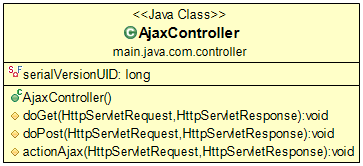 <<Java Class>>
AjaxController
main.java.com.controller
serialVersionUID: long
AjaxController()
doGet(HttpServletRequest,HttpServletResponse):void
doPost(HttpServletRequest,HttpServletResponse):void
actionAjax(HttpServletRequest,HttpServletResponse):void